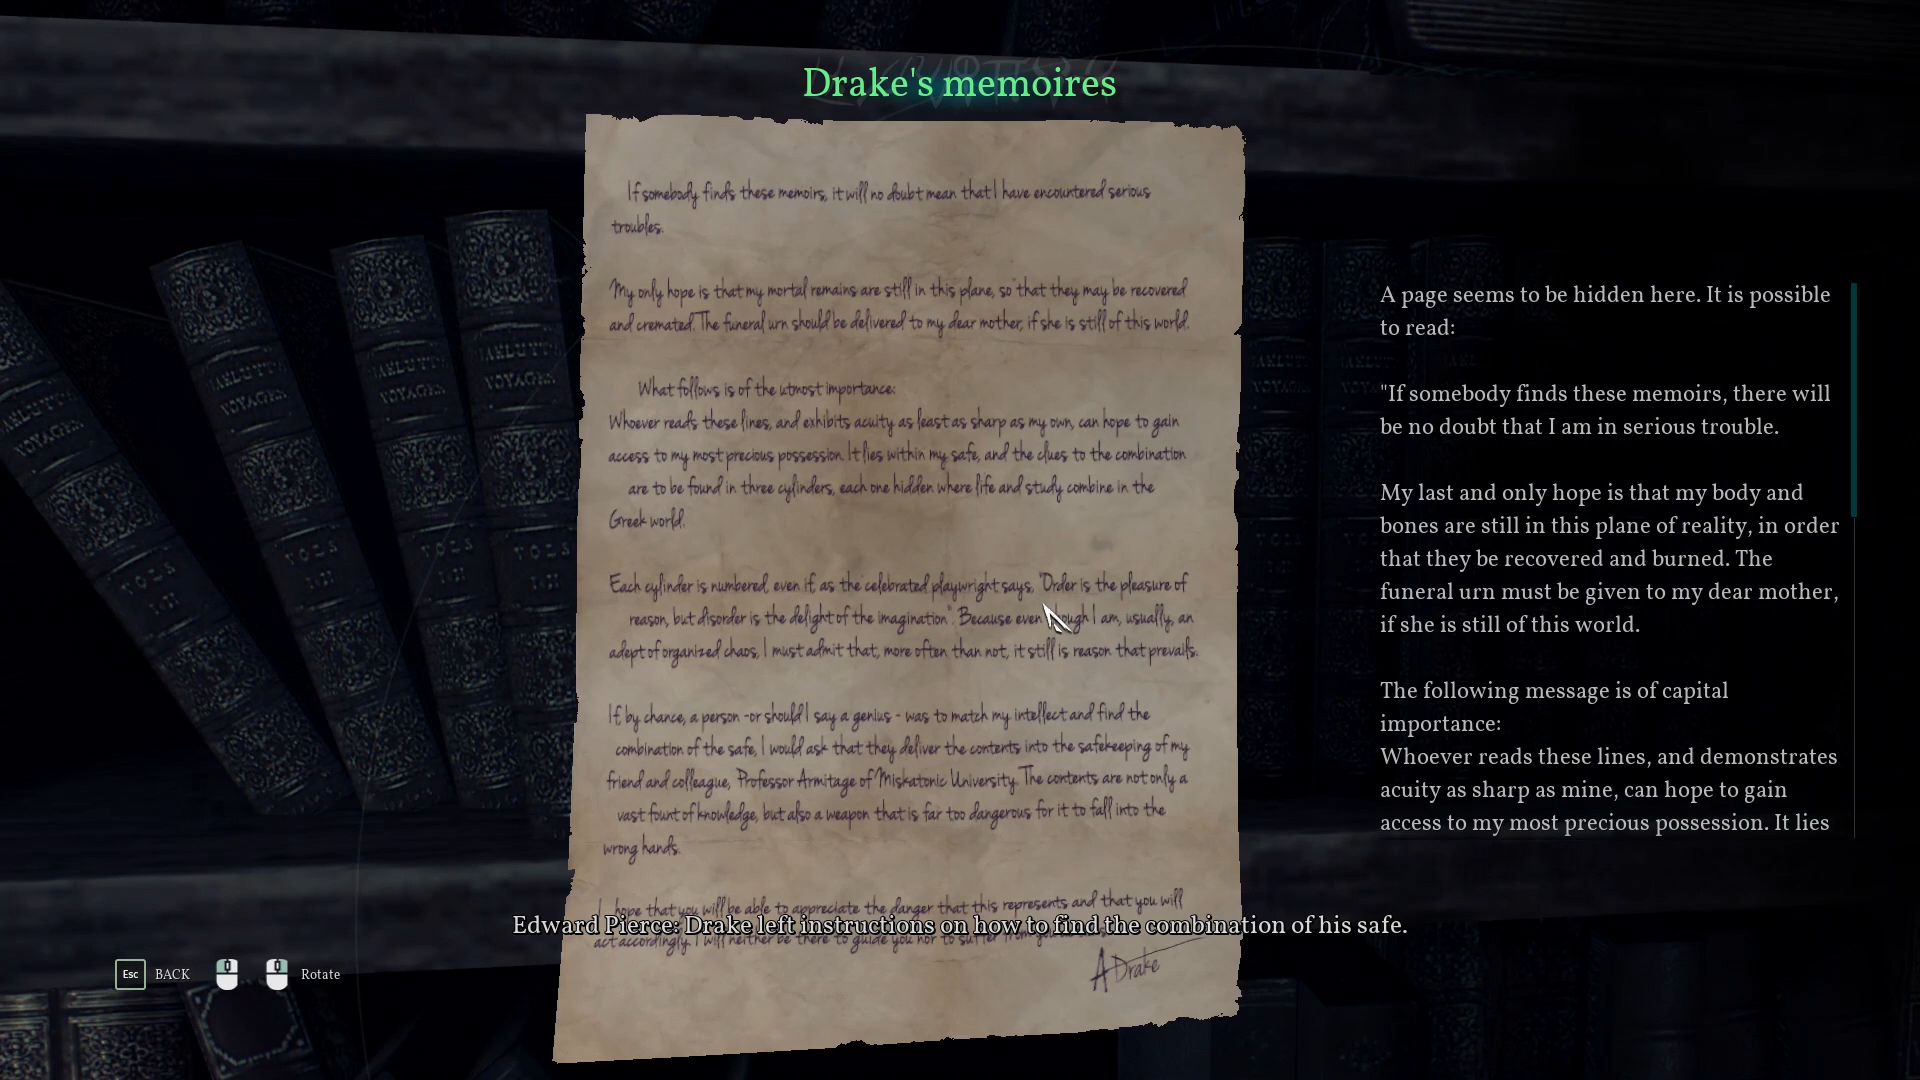 Drake's memoires
If somebody finds these memoirs, it will no doubt mean that I have encountered serious
troubles.
My only hope is that my mortal remains are still in this plane, so that they may be recovered
and cremated. The funeral urn should be delivered to my dear mother, if she is still of this world.
What follows is of the utmost importance:
Whoever reads these lines, and exhibits acuity as least as sharp as my own, can hope to gain
access to my most precious possession. It lies within my safe, and the clues to the combination
are to be found in three cylinders, each one hidden where life and study combine in the
Greek world.
Each cylinder is numbered, even if, as the celebrated playwright says, "Order is the pleasure of
reason, but disorder is the delight of the imagination". Because even though I am, usually, an
adept of organized chaos, I must admit that, more often than not, it still is reason that prevails.
If, by chance, a person -or should I say a genius - was to match my intellect and find the
combination of the safe, I would ask that they deliver the contents into the safekeeping of my
friend and colleague, Professor Armitage of Miskatonic University. The contents are not only a
vast fount of knowledge, but also a weapon that is far too dangerous for it to fall into the
wrong hands.
I hope that you will be able to appreciate the danger that this represents and that you will
act accordingly. I will neither be there to guide you nor to suffer from
A Drake
A page seems to be hidden here. It is possible
to read:
"If somebody finds these memoirs, there will
be no doubt that I am in serious trouble.
My last and only hope is that my body and
bones are still in this plane of reality, in order
that they be recovered and burned. The
funeral urn must be given to my dear mother,
if she is still of this world.
The following message is of capital
importance:
Whoever reads these lines, and demonstrates
acuity as sharp as mine, can hope to gain
access to my most precious possession. It lies
Edward Pierce: Drake left instructions on how to find the combination of his safe.
Esc BACK Rotate
HAKLUYT'S
VOYAGES
VOLS
I-II
HAKLUYT'S
VOYAGES
VOLS
I-II
HAKLUYT'S
VOYAGES
VOLS
I-II